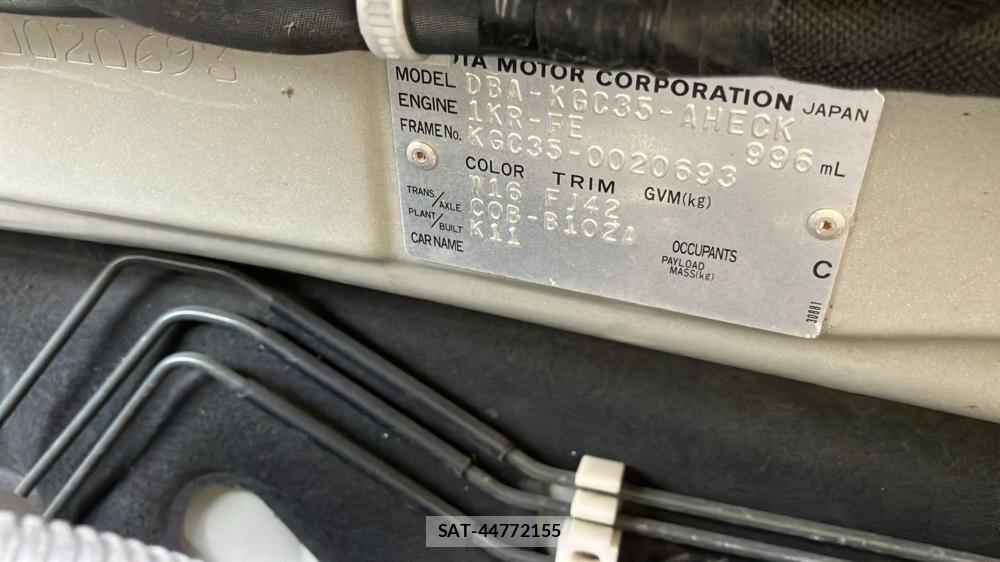 0020693
TA MOTOR CORPORATION JAPAN
MODEL DBA-KGC35-AHECK
ENGINE 1KR-FE 996 mL
FRAME No. KGC35-0020693
COLOR TRIM GVM(kg)
T16 FJ42
TRANS/AXLE C0B-B102A
PLANT/BUILT K11
CAR NAME
OCCUPANTS
PAYLOAD
MASS(kg)
C
30881
SAT-44772155